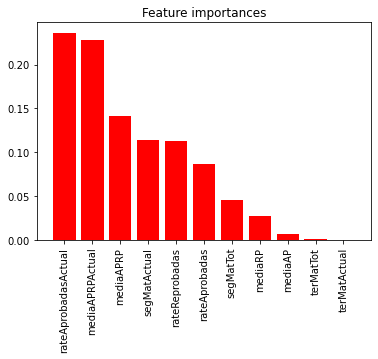 Feature importances
0.20
0.15
0.10
0.05
0.00
rateAprobadasActual
mediaAPRPActual
mediaAPRP
segMatActual
rateReprobadas
rateAprobadas
segMatTot
mediaRP
mediaAP
terMatTot
terMatActual